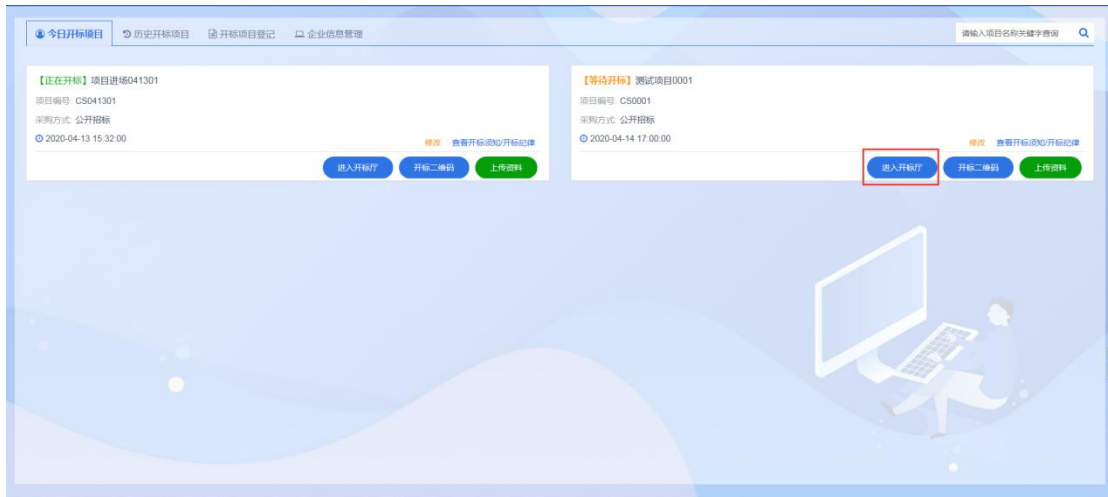 今日开标项目 历史开标项目 开标项目登记 企业信息管理 请输入项目名称关键字查询
【正在开标】项目进场041301
项目编号: CS041301
采购方式: 公开招标
2020-04-13 15:32:00
修改 查看开标须知/开标纪律
进入开标厅 开标二维码 上传资料
【等待开标】测试项目0001
项目编号: CS0001
采购方式: 公开招标
2020-04-14 17:00:00
修改 查看开标须知/开标纪律
进入开标厅 开标二维码 上传资料